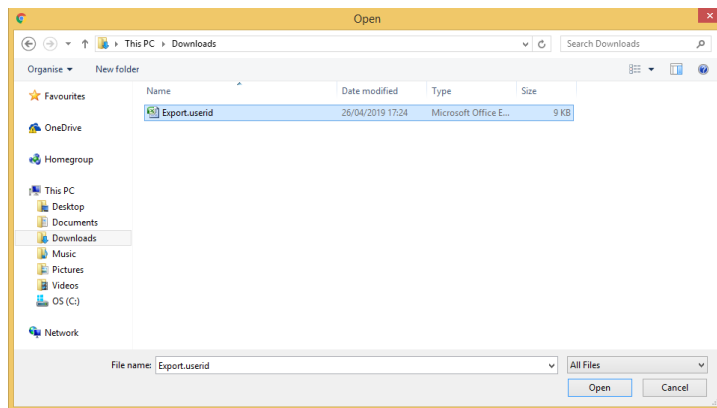 Open
This PC Downloads
Search Downloads
Organise New folder
Name Date modified Type Size
Export.userid 26/04/2019 17:24 Microsoft Office E... 9 KB
Favourites
OneDrive
Homegroup
This PC
Desktop
Documents
Downloads
Music
Pictures
Videos
OS (C:)
Network
File name: Export.userid All Files
Open Cancel